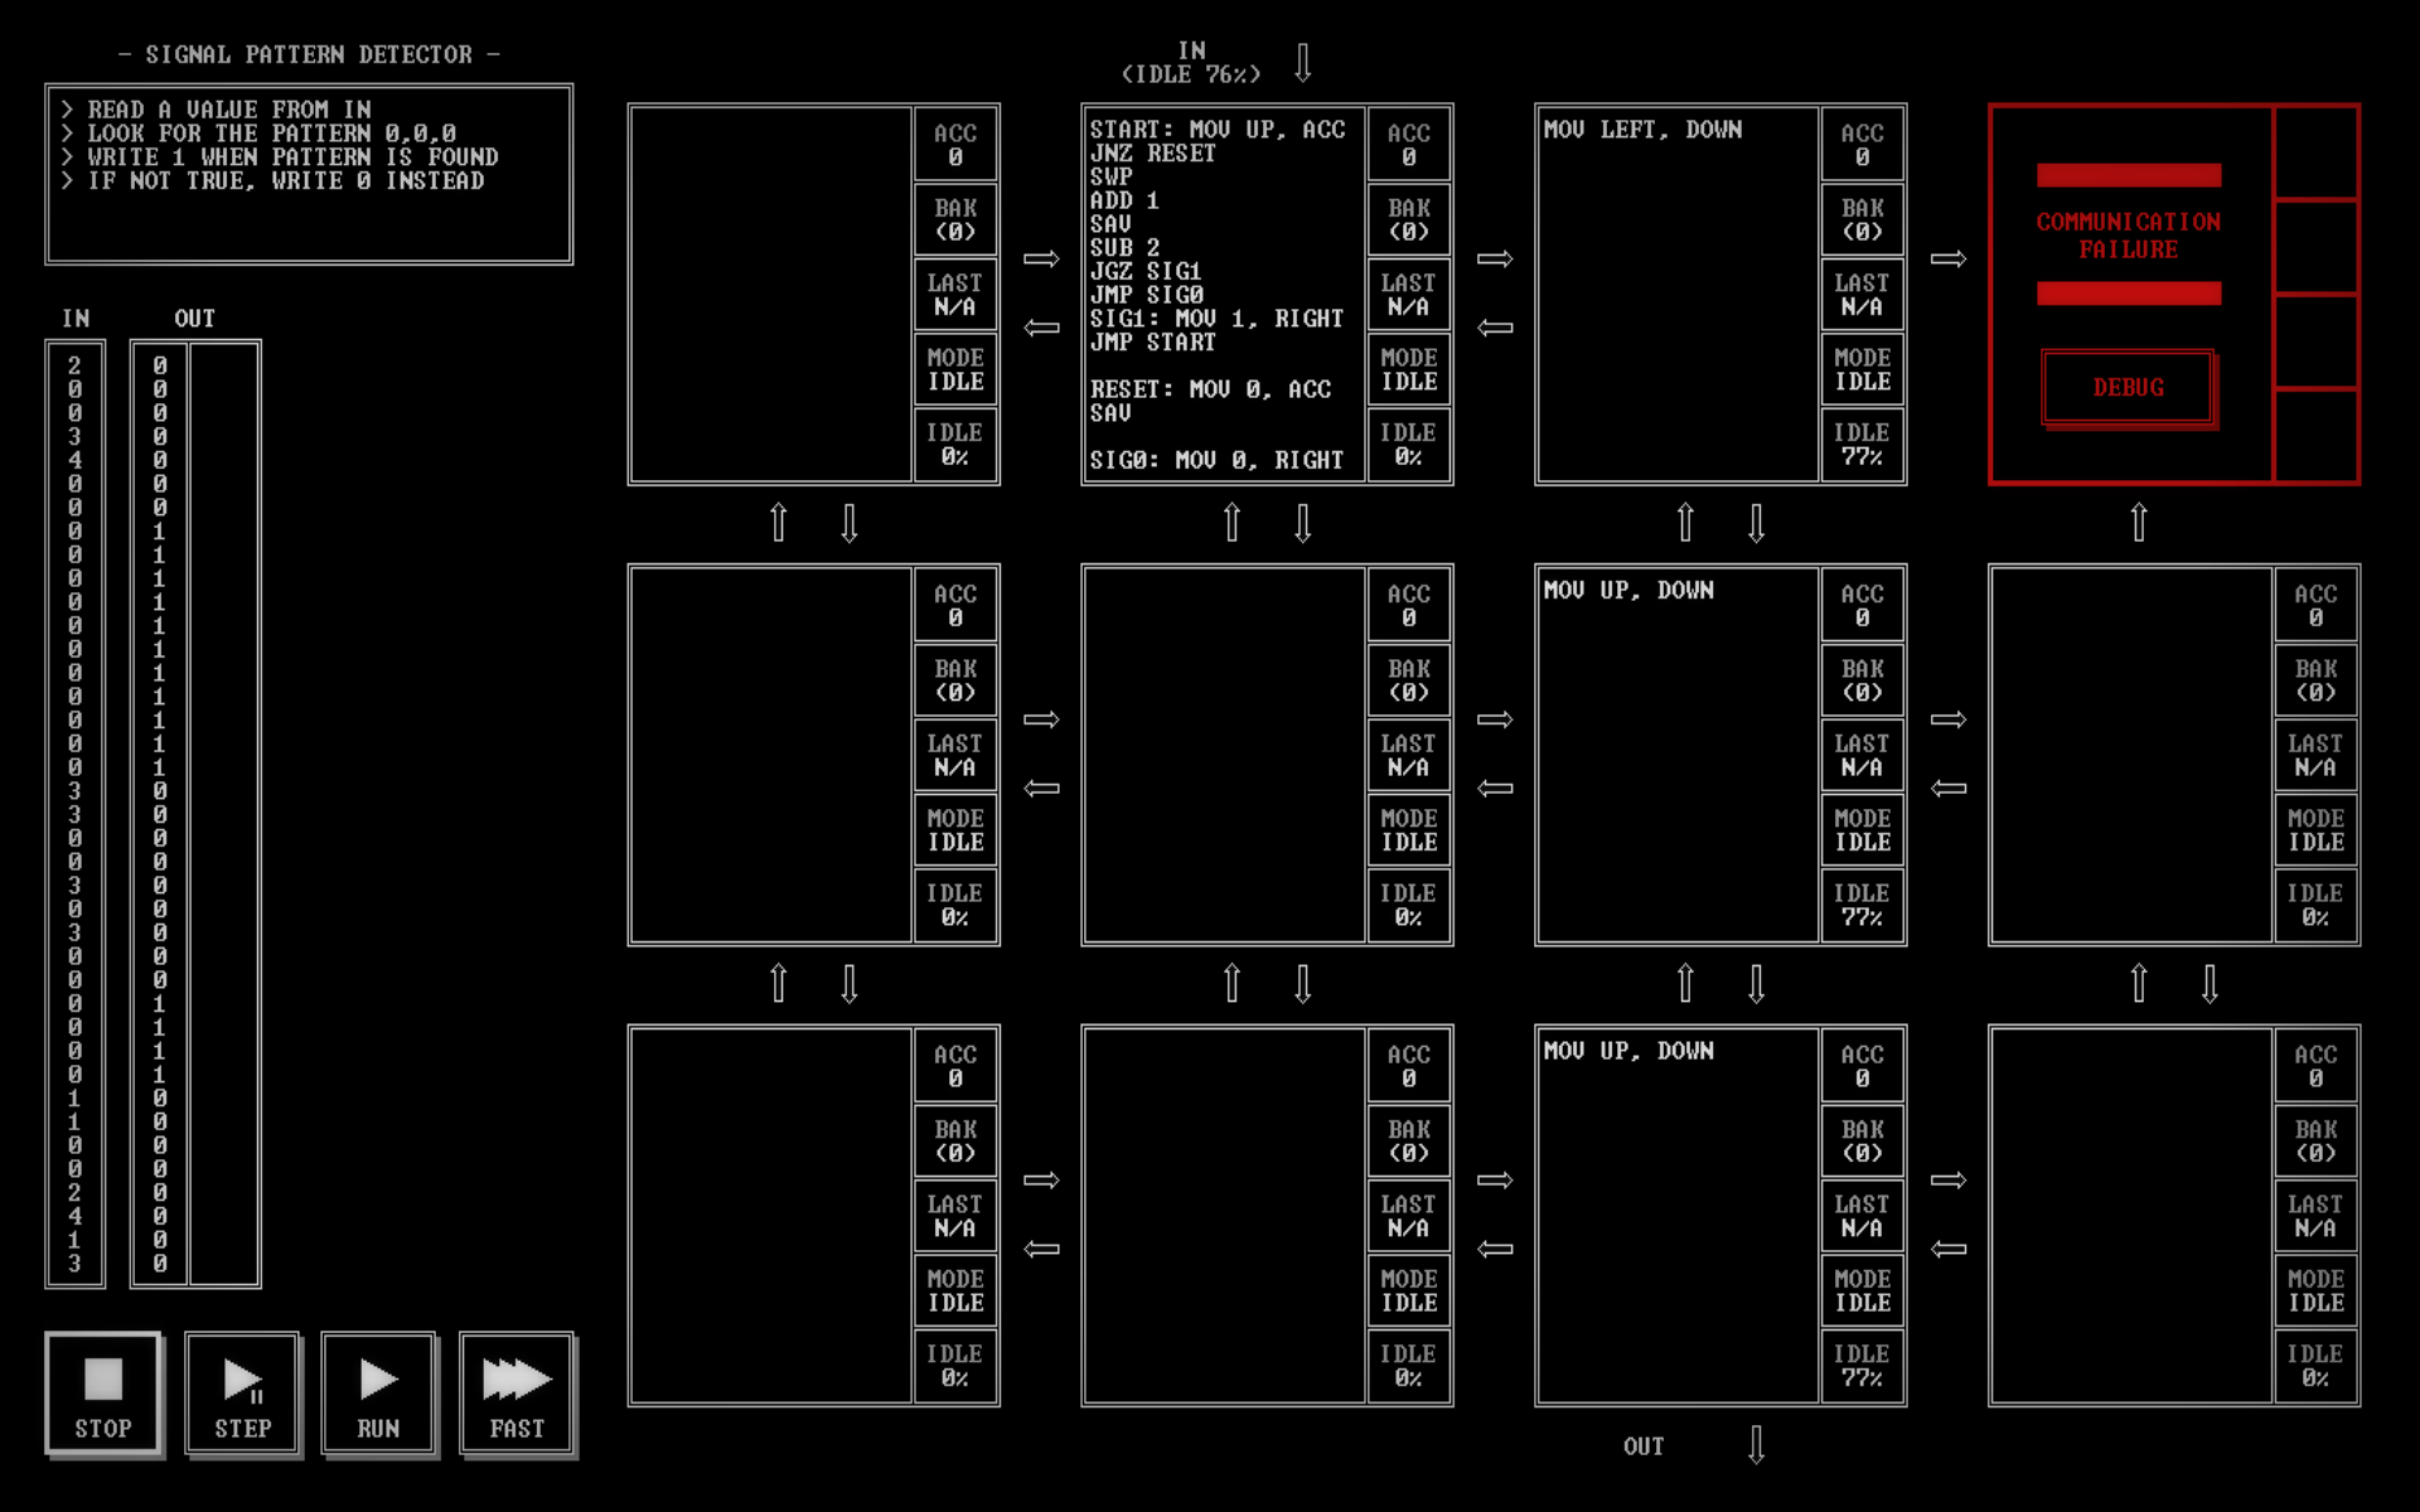 - SIGNAL PATTERN DETECTOR -
> READ A VALUE FROM IN
> LOOK FOR THE PATTERN 0,0,0
> WRITE 1 WHEN PATTERN IS FOUND
> IF NOT TRUE, WRITE 0 INSTEAD
IN OUT
2 0
0 0
0 0
3 0
4 0
0 0
0 0
0 1
0 1
0 1
0 1
0 1
0 1
0 1
0 1
0 1
0 1
0 1
3 0
3 0
0 0
0 0
3 0
0 0
3 0
0 0
0 0
0 1
0 1
0 1
0 1
1 0
1 0
0 0
0 0
2 0
4 0
1 0
3 0
STOP
STEP
RUN
FAST
IN
(IDLE 76%)
ACC
0
BAK
(0)
LAST
N/A
MODE
IDLE
IDLE
0%
START: MOV UP, ACC
JNZ RESET
SWP
ADD 1
SAV
SUB 2
JGZ SIG1
JMP SIG0
SIG1: MOV 1, RIGHT
JMP START
RESET: MOV 0, ACC
SAV
SIG0: MOV 0, RIGHT
ACC
0
BAK
(0)
LAST
N/A
MODE
IDLE
IDLE
0%
MOV LEFT, DOWN
ACC
0
BAK
(0)
LAST
N/A
MODE
IDLE
IDLE
77%
COMMUNICATION
FAILURE
DEBUG
ACC
0
BAK
(0)
LAST
N/A
MODE
IDLE
IDLE
0%
ACC
0
BAK
(0)
LAST
N/A
MODE
IDLE
IDLE
0%
MOV UP, DOWN
ACC
0
BAK
(0)
LAST
N/A
MODE
IDLE
IDLE
77%
ACC
0
BAK
(0)
LAST
N/A
MODE
IDLE
IDLE
0%
ACC
0
BAK
(0)
LAST
N/A
MODE
IDLE
IDLE
0%
ACC
0
BAK
(0)
LAST
N/A
MODE
IDLE
IDLE
0%
MOV UP, DOWN
ACC
0
BAK
(0)
LAST
N/A
MODE
IDLE
IDLE
77%
ACC
0
BAK
(0)
LAST
N/A
MODE
IDLE
IDLE
0%
OUT